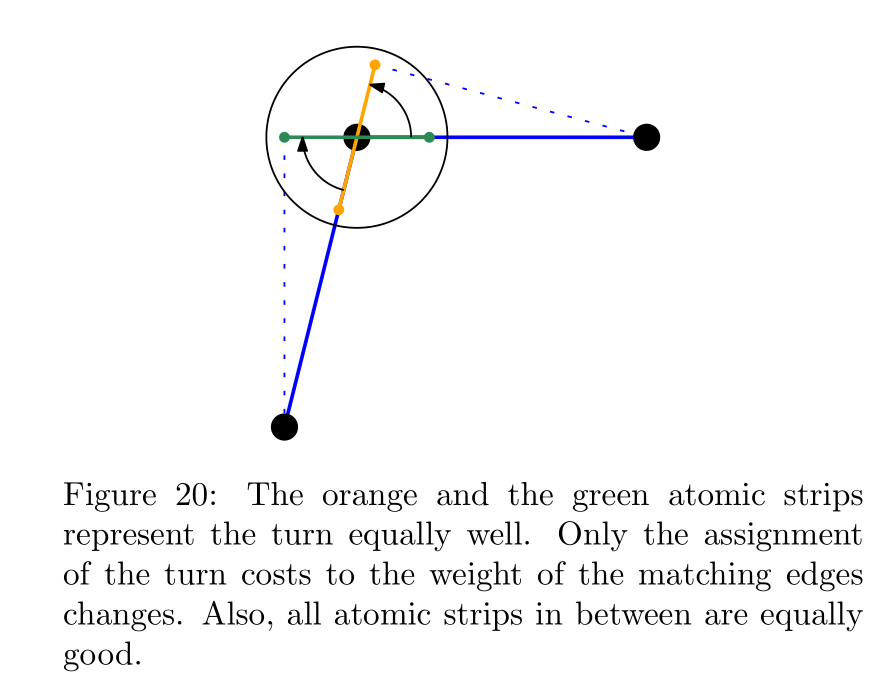 Figure 20: The orange and the green atomic strips
represent the turn equally well. Only the assignment
of the turn costs to the weight of the matching edges
changes. Also, all atomic strips in between are equally
good.